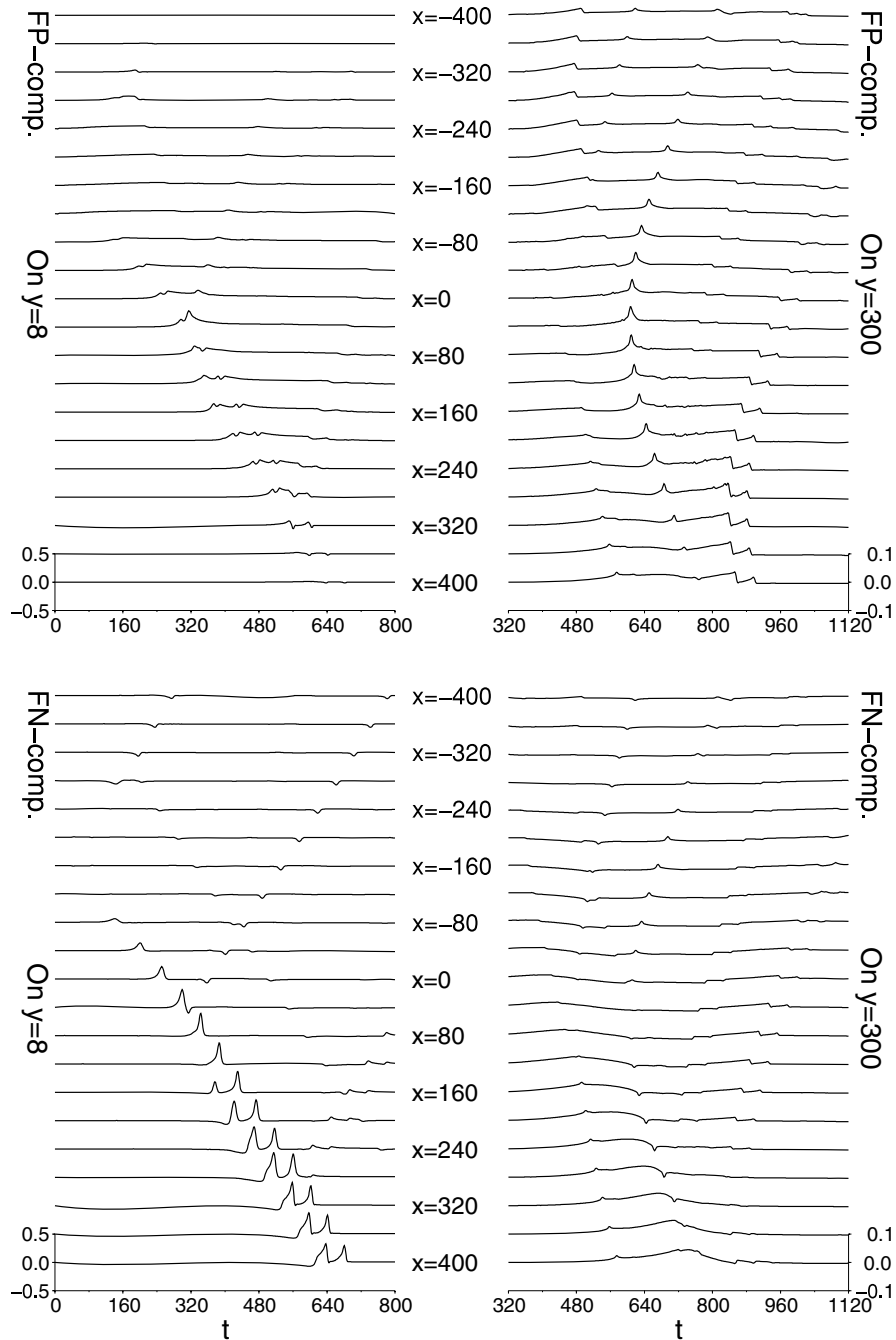 FP-comp.
On y=8
x=-400
x=-320
x=-240
x=-160
x=-80
x=0
x=80
x=160
x=240
x=320
x=400
FP-comp.
On y=300
0.5
0.0
-0.5
0 160 320 480 640 800
0.1
0.0
-0.1
320 480 640 800 960 1120
FN-comp.
On y=8
x=-400
x=-320
x=-240
x=-160
x=-80
x=0
x=80
x=160
x=240
x=320
x=400
FN-comp.
On y=300
0.5
0.0
-0.5
0 160 320 480 640 800
t
0.1
0.0
-0.1
320 480 640 800 960 1120
t